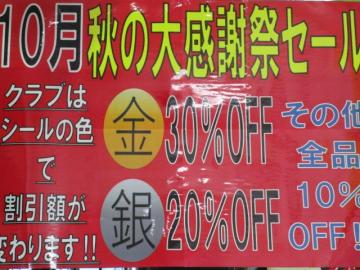 10月 秋の大感謝祭セール
クラブは
シールの色
で
割引額が
変わります!!
金 30%OFF
銀 20%OFF
その他
全品
10%
OFF!